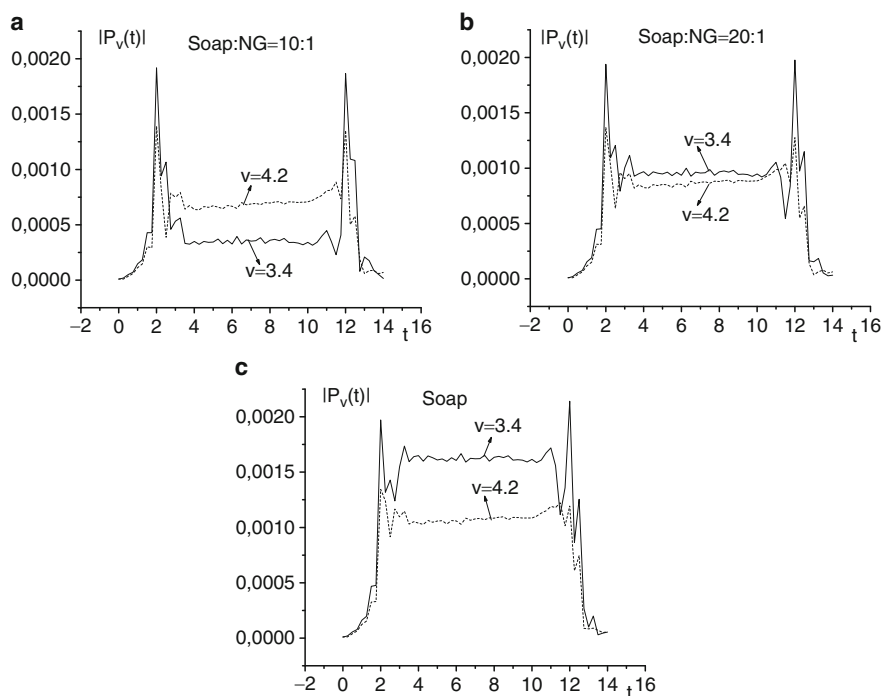 a
|Pv(t)|
Soap:NG=10:1
0,0020
0,0015
0,0010
0,0005
0,0000
v=4.2
v=3.4
−2 0 2 4 6 8 10 12 14 16
t
b
|Pv(t)|
Soap:NG=20:1
0,0020
0,0015
0,0010
0,0005
0,0000
v=3.4
v=4.2
−2 0 2 4 6 8 10 12 14 16
t
c
|Pv(t)|
Soap
0,0020
0,0015
0,0010
0,0005
0,0000
v=3.4
v=4.2
−2 0 2 4 6 8 10 12 14 16
t